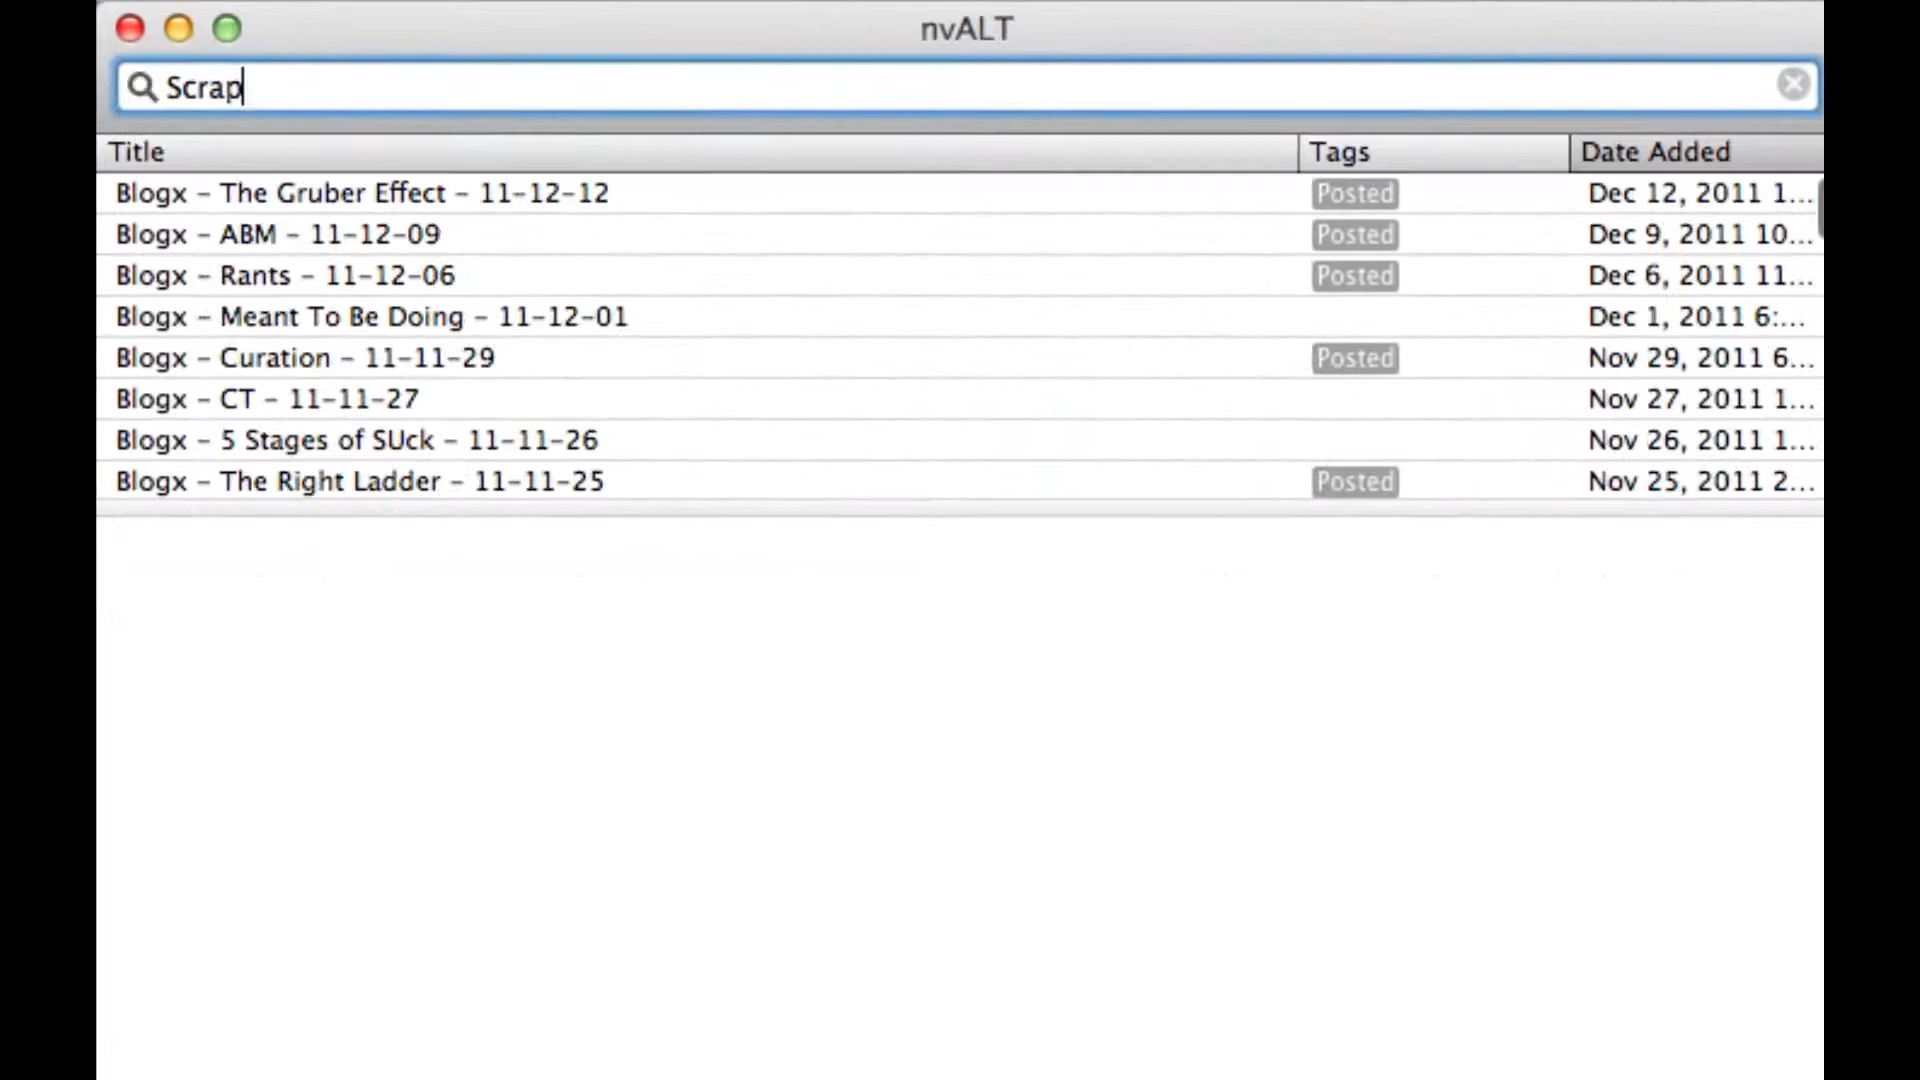 nvALT
Scrap
Title Tags Date Added
Blogx – The Gruber Effect – 11-12-12 Posted Dec 12, 2011 1...
Blogx – ABM – 11-12-09 Posted Dec 9, 2011 10...
Blogx – Rants – 11-12-06 Posted Dec 6, 2011 11...
Blogx – Meant To Be Doing – 11-12-01 Dec 1, 2011 6:...
Blogx – Curation – 11-11-29 Posted Nov 29, 2011 6...
Blogx – CT – 11-11-27 Nov 27, 2011 1...
Blogx – 5 Stages of SUck – 11-11-26 Nov 26, 2011 1...
Blogx – The Right Ladder – 11-11-25 Posted Nov 25, 2011 2...